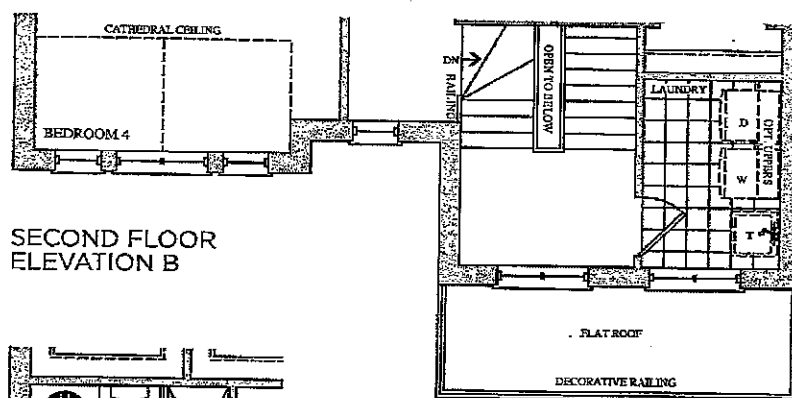 CATHEDRAL CEILING
BEDROOM 4
DN
RAILING
OPEN TO BELOW
LAUNDRY
D
W
OPT. UPPERS
T
SECOND FLOOR
ELEVATION B
FLAT ROOF
DECORATIVE RAILING